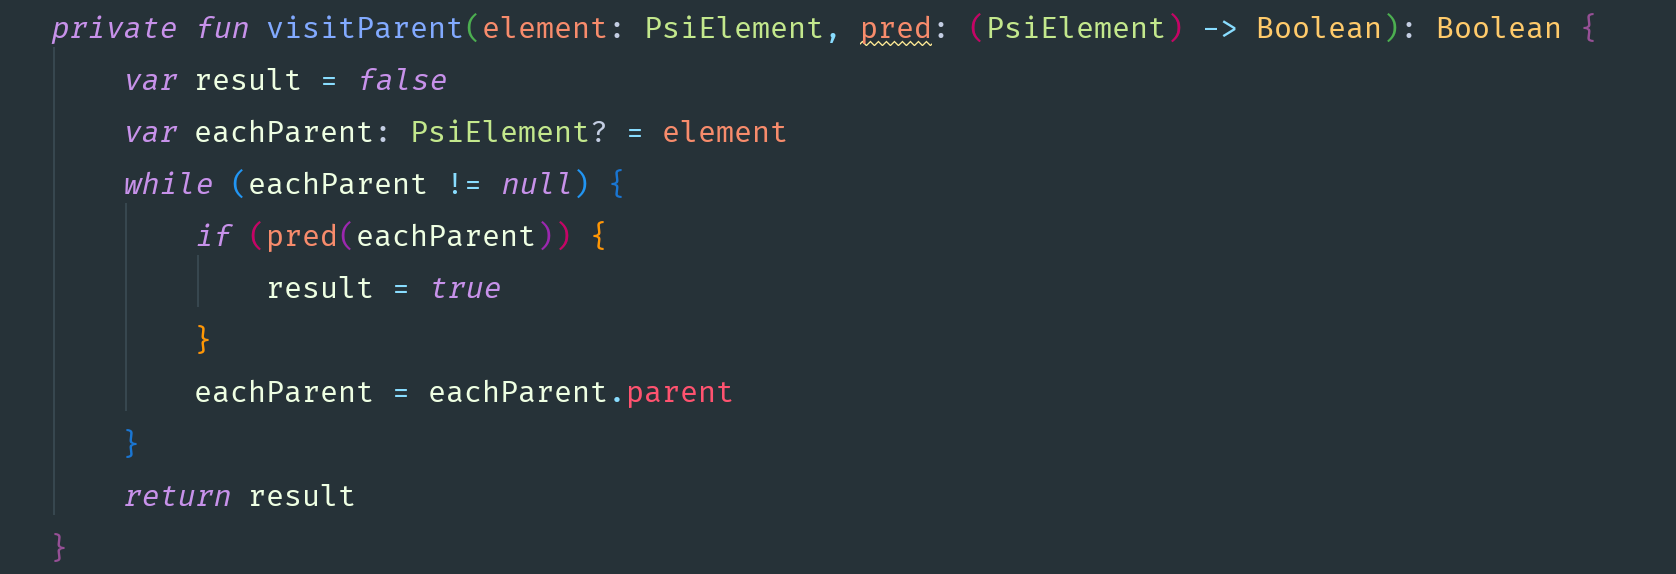 private fun visitParent(element: PsiElement, pred: (PsiElement) -> Boolean): Boolean {
    var result = false
    var eachParent: PsiElement? = element
    while (eachParent != null) {
        if (pred(eachParent)) {
            result = true
        }
        eachParent = eachParent.parent
    }
    return result
}